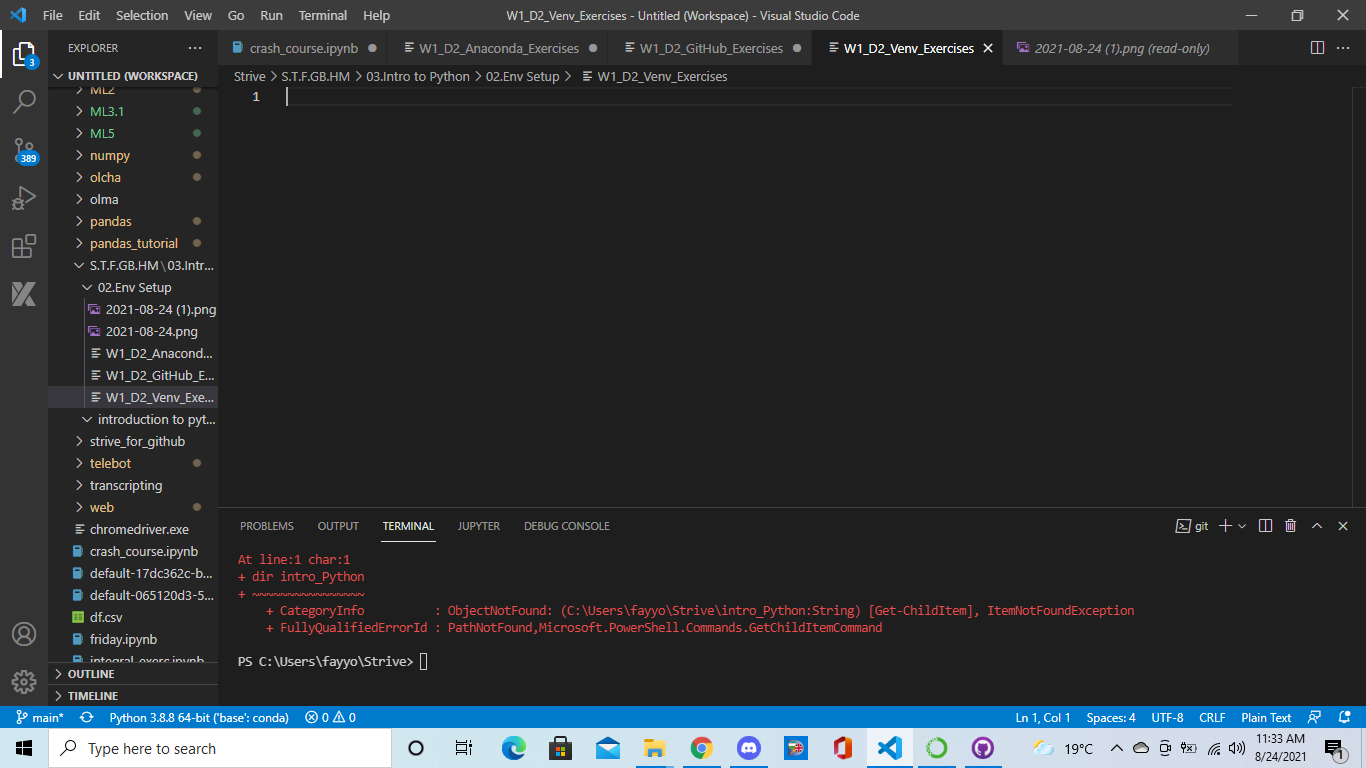 File Edit Selection View Go Run Terminal Help W1_D2_Venv_Exercises - Untitled (Workspace) - Visual Studio Code
EXPLORER ···
crash_course.ipynb W1_D2_Anaconda_Exercises W1_D2_GitHub_Exercises W1_D2_Venv_Exercises 2021-08-24 (1).png (read-only)
3
UNTITLED (WORKSPACE)
Strive > S.T.F.GB.HM > 03.Intro to Python > 02.Env Setup > W1_D2_Venv_Exercises
1
ML2
ML3.1
ML5
389
numpy
olcha
olma
pandas
pandas_tutorial
S.T.F.GB.HM\03.Intr...
02.Env Setup
2021-08-24 (1).png
2021-08-24.png
W1_D2_Anacond...
W1_D2_GitHub_E...
W1_D2_Venv_Exe...
introduction to pyt...
strive_for_github
telebot
transcripting
web
chromedriver.exe
crash_course.ipynb
default-17dc362c-b...
default-065120d3-5...
df.csv
friday.ipynb
integral-exerc.ipynb
OUTLINE
TIMELINE
PROBLEMS OUTPUT TERMINAL JUPYTER DEBUG CONSOLE git
At line:1 char:1
+ dir intro_Python
+ ~~~~~~~~~~~~~~~~
+ CategoryInfo : ObjectNotFound: (C:\Users\fayyo\Strive\intro_Python:String) [Get-ChildItem], ItemNotFoundException
+ FullyQualifiedErrorId : PathNotFound,Microsoft.PowerShell.Commands.GetChildItemCommand
PS C:\Users\fayyo\Strive>
main* Python 3.8.8 64-bit ('base': conda) 0 0 Ln 1, Col 1 Spaces: 4 UTF-8 CRLF Plain Text
Type here to search 19°C 11:33 AM
8/24/2021 1